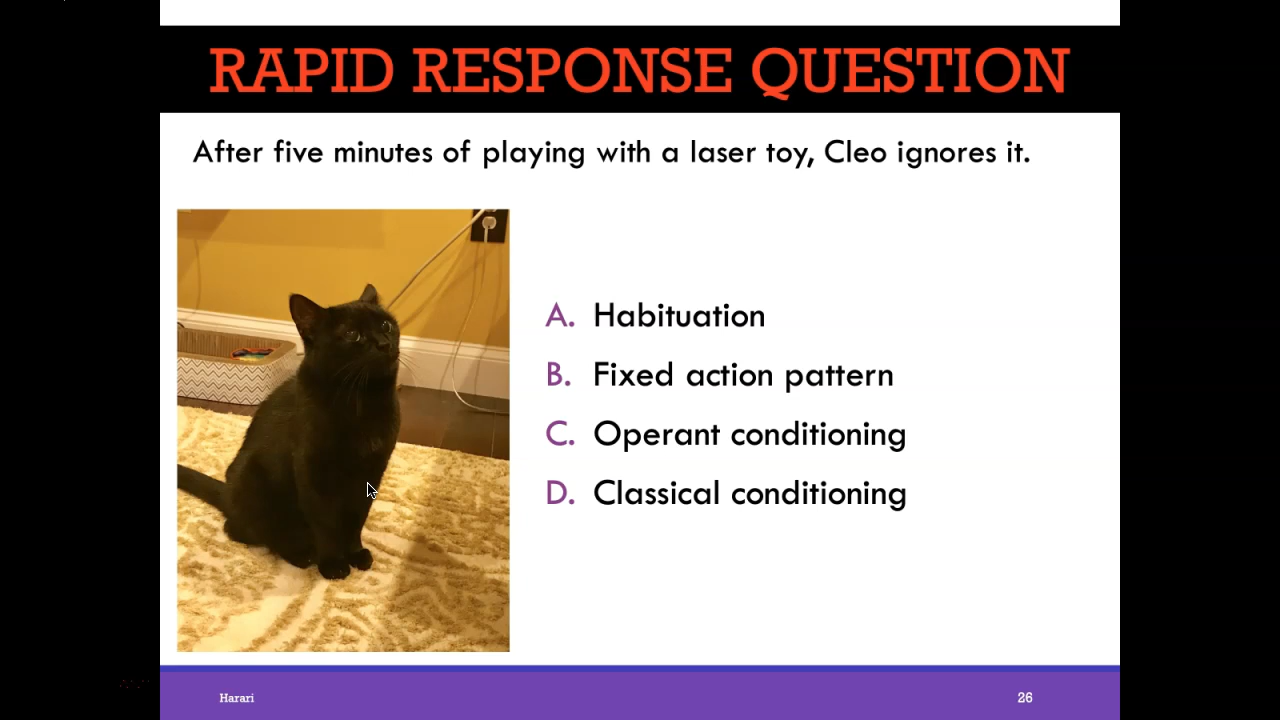 RAPID RESPONSE QUESTION
After five minutes of playing with a laser toy, Cleo ignores it.
A. Habituation
B. Fixed action pattern
C. Operant conditioning
D. Classical conditioning
Harari
26